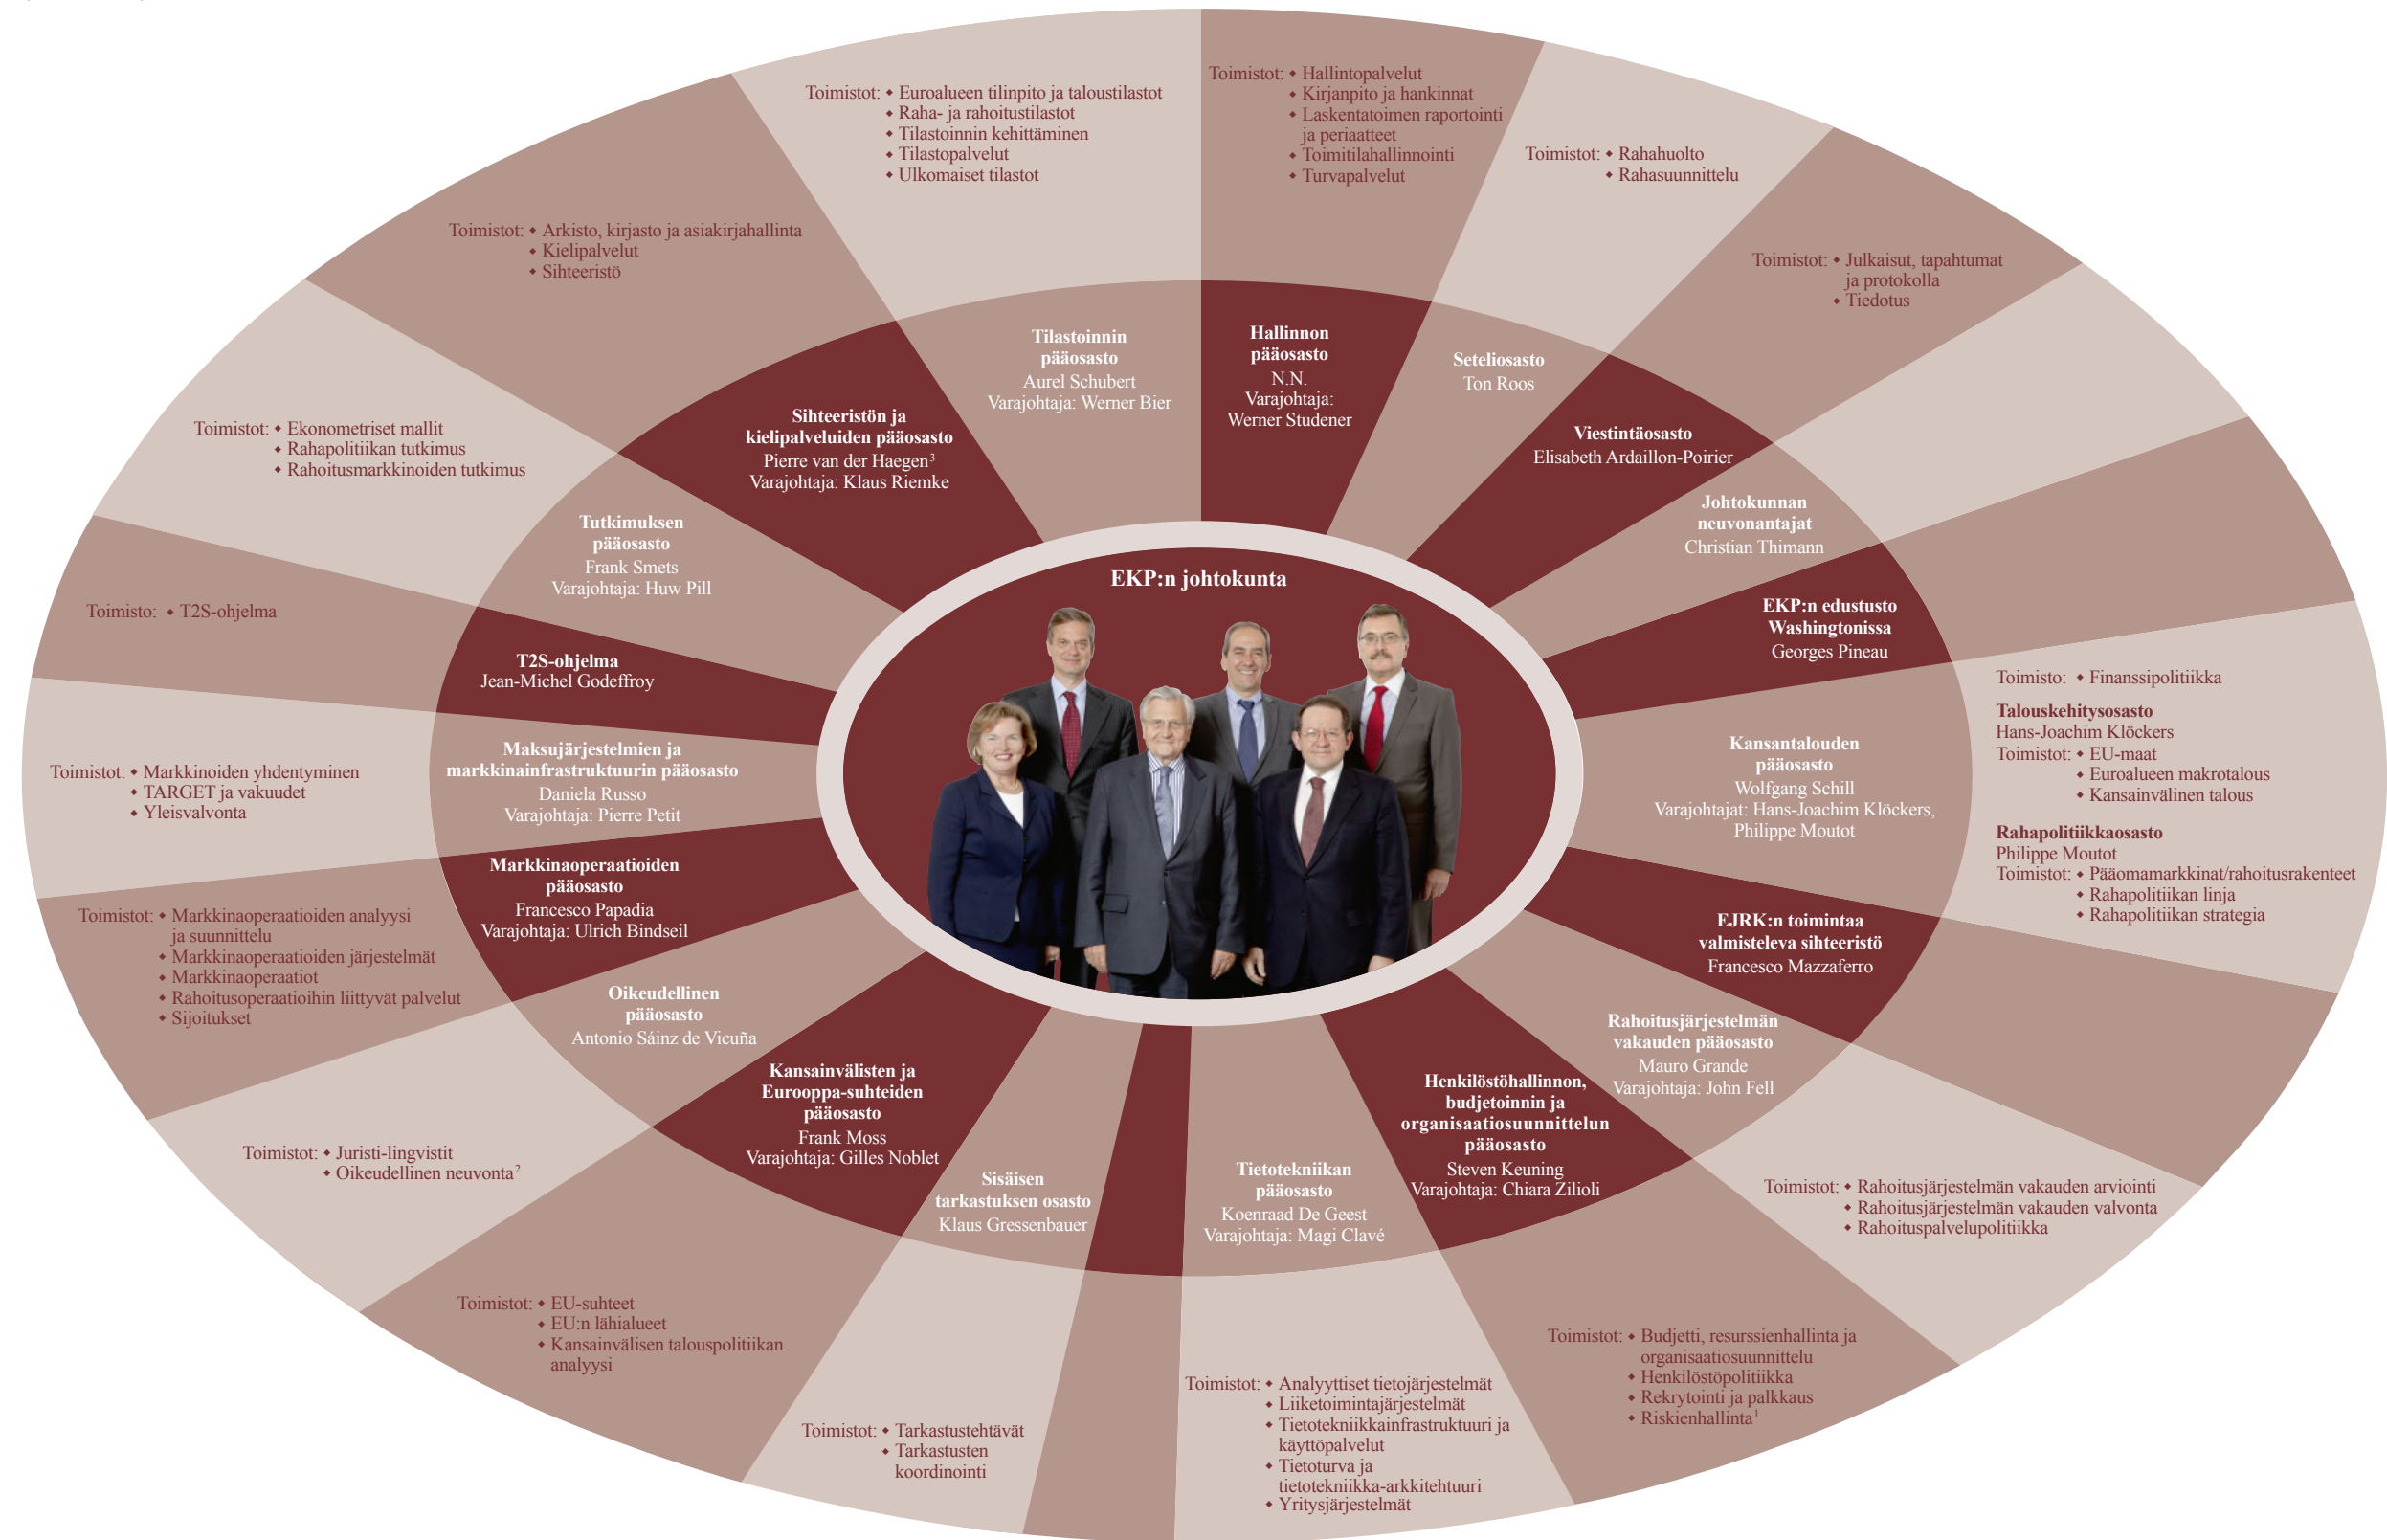 EKP:n johtokunta
Toimistot: ◆ Hallintopalvelut
◆ Kirjanpito ja hankinnat
◆ Laskentatoimen raportointi
ja periaatteet
◆ Toimitilahallinnointi
◆ Turvapalvelut
Hallinnon
pääosasto
N.N.
Varajohtaja:
Werner Studener
Toimistot: ◆ Rahahuolto
◆ Rahasuunnittelu
Seteliosasto
Ton Roos
Toimistot: ◆ Julkaisut, tapahtumat
ja protokolla
◆ Tiedotus
Viestintäosasto
Elisabeth Ardaillon-Poirier
Johtokunnan
neuvonantajat
Christian Thimann
EKP:n edustusto
Washingtonissa
Georges Pineau
Kansantalouden
pääosasto
Wolfgang Schill
Varajohtajat: Hans-Joachim Klöckers,
Philippe Moutot
Toimisto: ◆ Finanssipolitiikka
Talouskehitysosasto
Hans-Joachim Klöckers
Toimistot: ◆ EU-maat
◆ Euroalueen makrotalous
◆ Kansainvälinen talous
Rahapolitiikkaosasto
Philippe Moutot
Toimistot: ◆ Pääomamarkkinat/rahoitusrakenteet
◆ Rahapolitiikan linja
◆ Rahapolitiikan strategia
EJRK:n toimintaa
valmisteleva sihteeristö
Francesco Mazzaferro
Rahoitusjärjestelmän
vakauden pääosasto
Mauro Grande
Varajohtaja: John Fell
Toimistot: ◆ Rahoitusjärjestelmän vakauden arviointi
◆ Rahoitusjärjestelmän vakauden valvonta
◆ Rahoituspalvelupolitiikka
Henkilöstöhallinnon,
budjetoinnin ja
organisaatiosuunnittelun
pääosasto
Steven Keuning
Varajohtaja: Chiara Zilioli
Toimistot: ◆ Budjetti, resurssienhallinta ja
organisaatiosuunnittelu
◆ Henkilöstöpolitiikka
◆ Rekrytointi ja palkkaus
◆ Riskienhallinta¹
Tietotekniikan
pääosasto
Koenraad De Geest
Varajohtaja: Magi Clavé
Toimistot: ◆ Analyyttiset tietojärjestelmät
◆ Liiketoimintajärjestelmät
◆ Tietotekniikkainfrastruktuuri ja
käyttöpalvelut
◆ Tietoturva ja
tietotekniikka-arkkitehtuuri
◆ Yritysjärjestelmät
Sisäisen
tarkastuksen osasto
Klaus Gressenbauer
Toimistot: ◆ Tarkastustehtävät
◆ Tarkastusten
koordinointi
Kansainvälisten ja
Eurooppa-suhteiden
pääosasto
Frank Moss
Varajohtaja: Gilles Noblet
Toimistot: ◆ EU-suhteet
◆ EU:n lähialueet
◆ Kansainvälisen talouspolitiikan
analyysi
Oikeudellinen
pääosasto
Antonio Sáinz de Vicuña
Toimistot: ◆ Juristi-lingvistit
◆ Oikeudellinen neuvonta²
Markkinaoperaatioiden
pääosasto
Francesco Papadia
Varajohtaja: Ulrich Bindseil
Toimistot: ◆ Markkinaoperaatioiden analyysi
ja suunnittelu
◆ Markkinaoperaatioiden järjestelmät
◆ Markkinaoperaatiot
◆ Rahoitusoperaatioihin liittyvät palvelut
◆ Sijoitukset
Maksujärjestelmien ja
markkinainfrastruktuurin pääosasto
Daniela Russo
Varajohtaja: Pierre Petit
Toimistot: ◆ Markkinoiden yhdentyminen
◆ TARGET ja vakuudet
◆ Yleisvalvonta
T2S-ohjelma
Jean-Michel Godeffroy
Toimisto: ◆ T2S-ohjelma
Tutkimuksen
pääosasto
Frank Smets
Varajohtaja: Huw Pill
Toimistot: ◆ Ekonometriset mallit
◆ Rahapolitiikan tutkimus
◆ Rahoitusmarkkinoiden tutkimus
Sihteeristön ja
kielipalveluiden pääosasto
Pierre van der Haegen³
Varajohtaja: Klaus Riemke
Toimistot: ◆ Arkisto, kirjasto ja asiakirjahallinta
◆ Kielipalvelut
◆ Sihteeristö
Tilastoinnin
pääosasto
Aurel Schubert
Varajohtaja: Werner Bier
Toimistot: ◆ Euroalueen tilinpito ja taloustilastot
◆ Raha- ja rahoitustilastot
◆ Tilastoinnin kehittäminen
◆ Tilastopalvelut
◆ Ulkomaiset tilastot